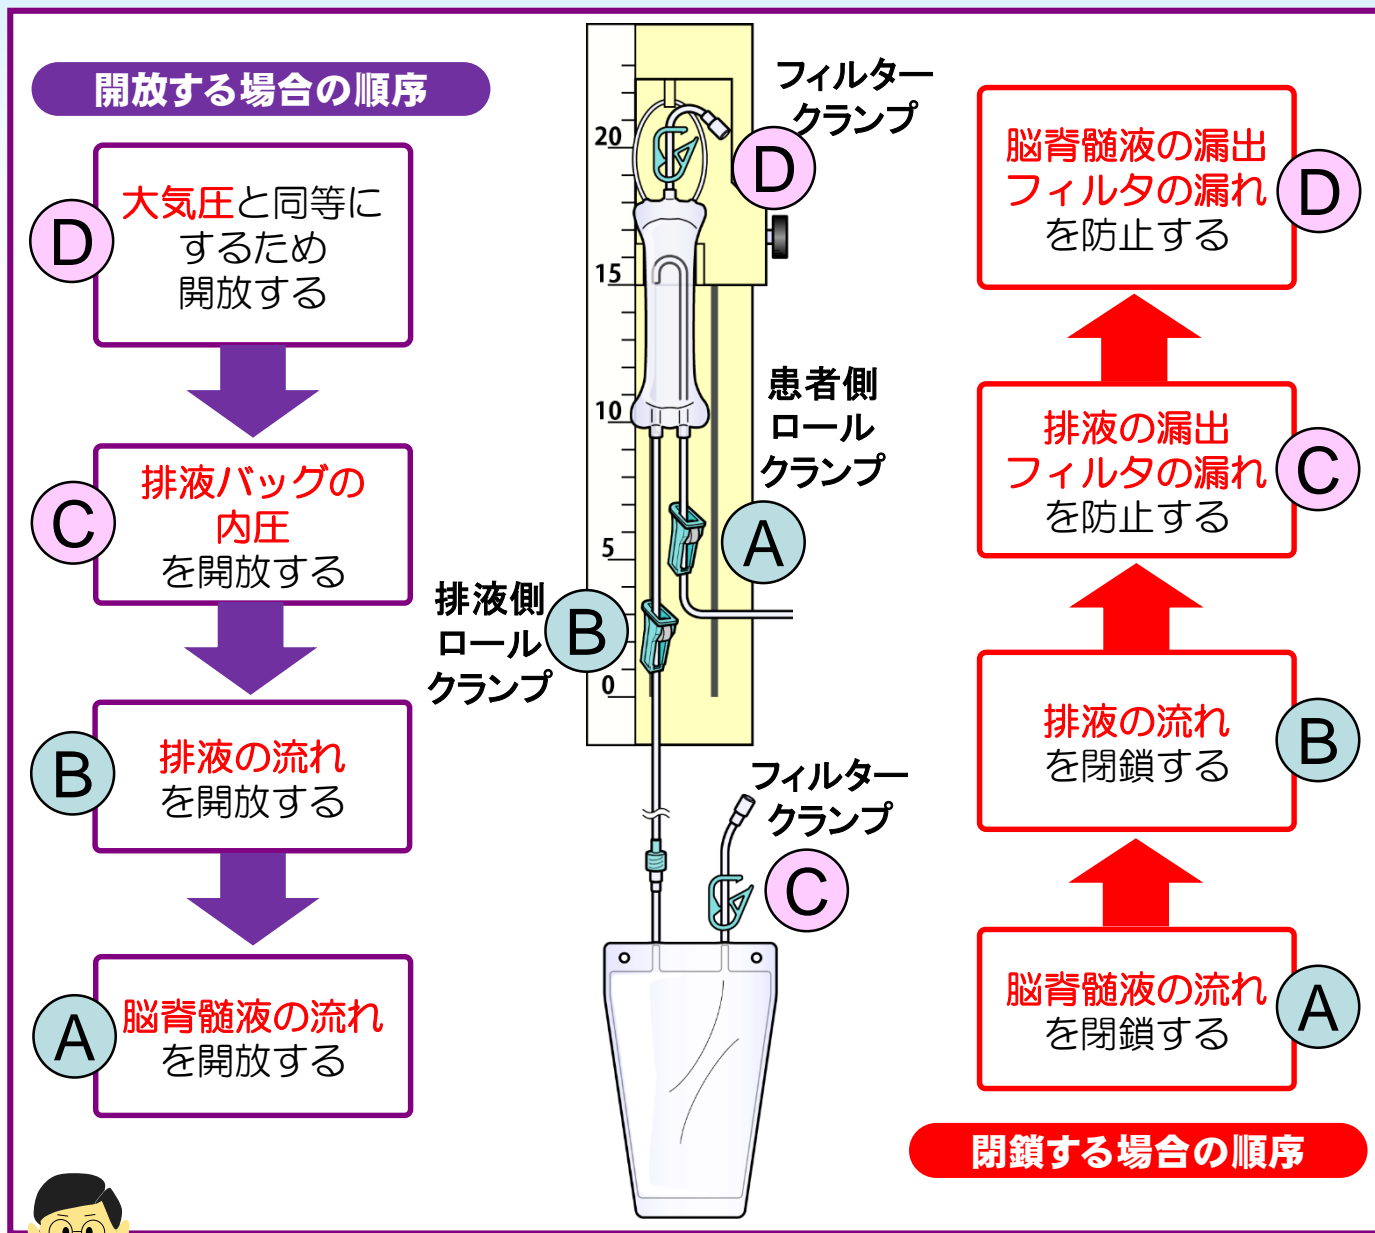 開放する場合の順序
D
大気圧と同等に
するため
開放する
C
排液バッグの
内圧
を開放する
B
排液の流れ
を開放する
A
脳脊髄液の流れ
を開放する
フィルター
クランプ
D
20
15
10
5
0
患者側
ロール
クランプ
A
排液側
ロール
クランプ
B
フィルター
クランプ
C
脳脊髄液の漏出
フィルタの漏れ
を防止する
D
排液の漏出
フィルタの漏れ
を防止する
C
排液の流れ
を閉鎖する
B
脳脊髄液の流れ
を閉鎖する
A
閉鎖する場合の順序